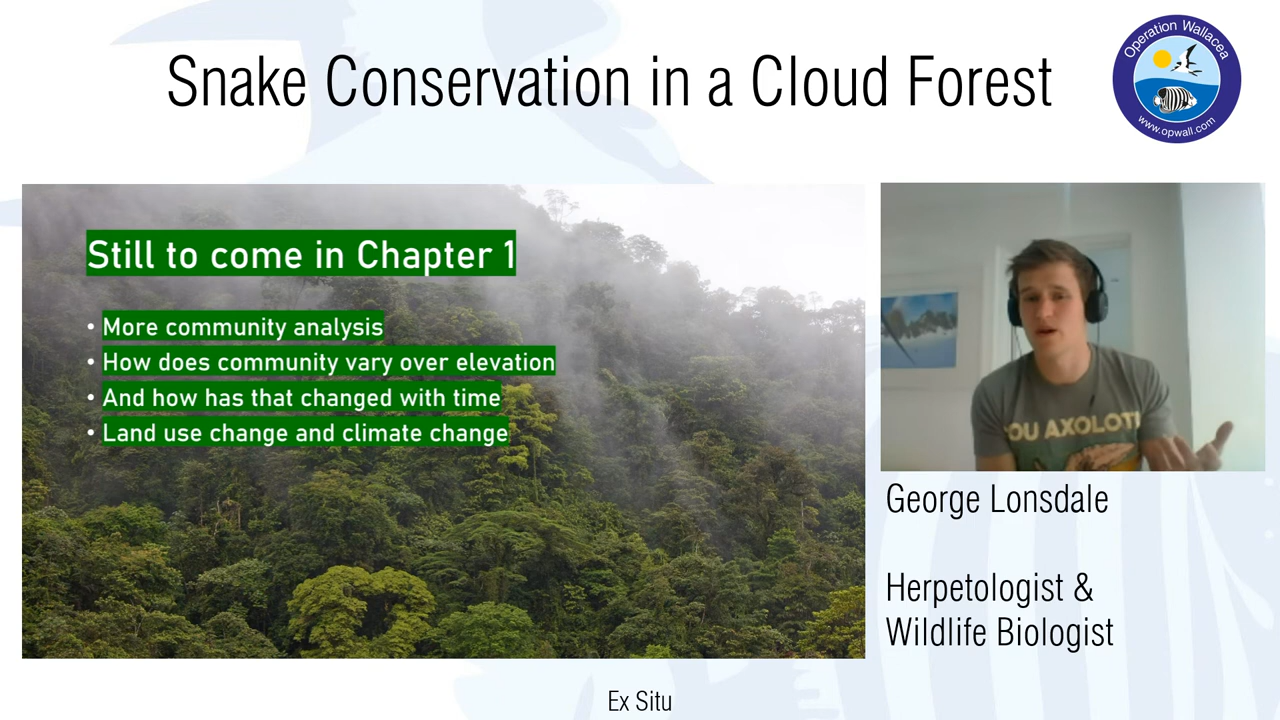 Snake Conservation in a Cloud Forest
Operation Wallacea
www.opwall.com
Still to come in Chapter 1
• More community analysis
• How does community vary over elevation
• And how has that changed with time
• Land use change and climate change
OU AXOLOT
George Lonsdale
Herpetologist &
Wildlife Biologist
Ex Situ